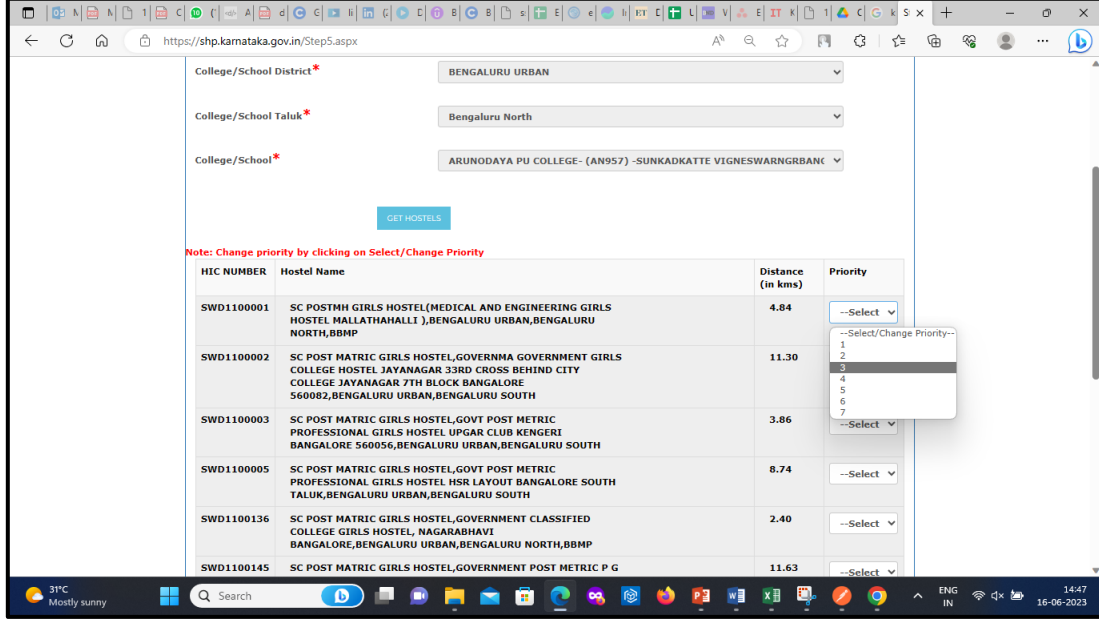 https://shp.karnataka.gov.in/Step5.aspx
College/School District*
BENGALURU URBAN
College/School Taluk*
Bengaluru North
College/School*
ARUNODAYA PU COLLEGE- (AN957) -SUNKADKATTE VIGNESWARNGRBAN(
GET HOSTELS
Note: Change priority by clicking on Select/Change Priority
HIC NUMBER Hostel Name Distance (in kms) Priority
SWD1100001 SC POSTMH GIRLS HOSTEL(MEDICAL AND ENGINEERING GIRLS 4.84 --Select
HOSTEL MALLATHAHALLI ),BENGALURU URBAN,BENGALURU
NORTH,BBMP
--Select/Change Priority--
1
2
3
4
5
6
7
SWD1100002 SC POST MATRIC GIRLS HOSTEL,GOVERNMA GOVERNMENT GIRLS 11.30
COLLEGE HOSTEL JAYANAGAR 33RD CROSS BEHIND CITY
COLLEGE JAYANAGAR 7TH BLOCK BANGALORE
560082,BENGALURU URBAN,BENGALURU SOUTH
SWD1100003 SC POST MATRIC GIRLS HOSTEL,GOVT POST METRIC 3.86 --Select
PROFESSIONAL GIRLS HOSTEL UPGAR CLUB KENGERI
BANGALORE 560056,BENGALURU URBAN,BENGALURU SOUTH
SWD1100005 SC POST MATRIC GIRLS HOSTEL,GOVT POST METRIC 8.74 --Select
PROFESSIONAL GIRLS HOSTEL HSR LAYOUT BANGALORE SOUTH
TALUK,BENGALURU URBAN,BENGALURU SOUTH
SWD1100136 SC POST MATRIC GIRLS HOSTEL,GOVERNMENT CLASSIFIED 2.40 --Select
COLLEGE GIRLS HOSTEL, NAGARABHAVI
BANGALORE,BENGALURU URBAN,BENGALURU NORTH,BBMP
SWD1100145 SC POST MATRIC GIRLS HOSTEL,GOVERNMENT POST METRIC P G 11.63 --Select
31°C
Mostly sunny
Search
ENG
IN
14:47
16-06-2023